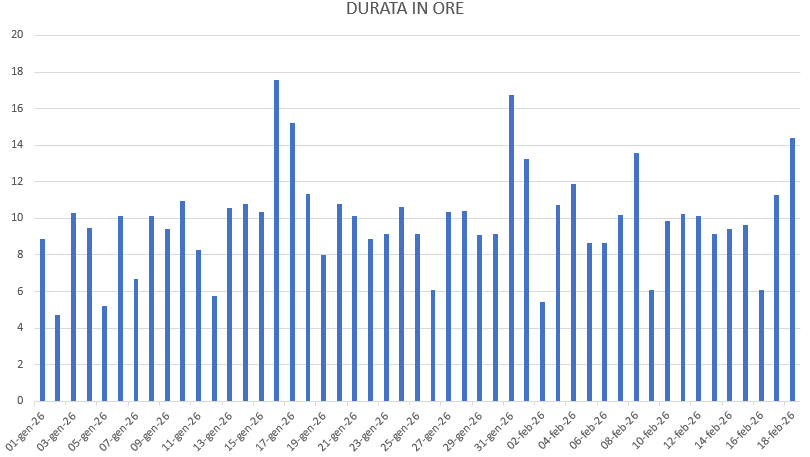 DURATA IN ORE
20
18
16
14
12
10
8
6
4
2
0
01-gen-26
03-gen-26
05-gen-26
07-gen-26
09-gen-26
11-gen-26
13-gen-26
15-gen-26
17-gen-26
19-gen-26
21-gen-26
23-gen-26
25-gen-26
27-gen-26
29-gen-26
31-gen-26
02-feb-26
04-feb-26
06-feb-26
08-feb-26
10-feb-26
12-feb-26
14-feb-26
16-feb-26
18-feb-26